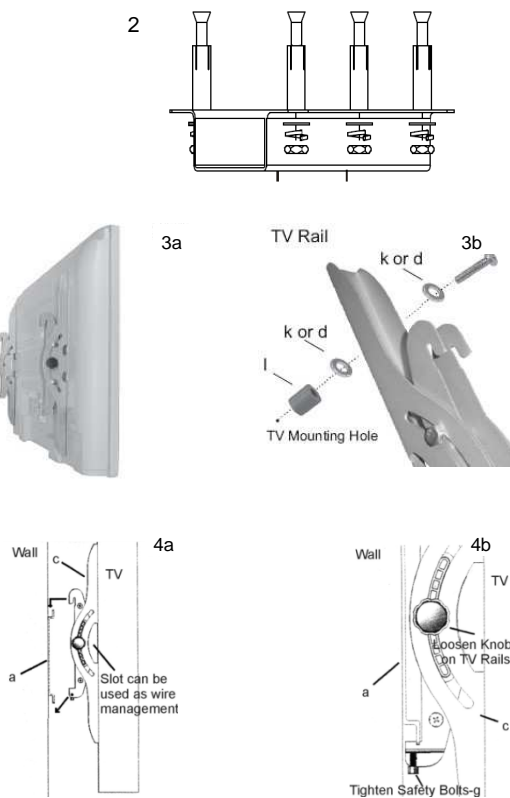 2
3a
TV Rail
3b
k or d
k or d
l
TV Mounting Hole
4a
Wall
c
TV
a
Slot can be
used as wire
management
4b
Wall
TV
Loosen Knob
on TV Rails
a
c
Tighten Safety Bolts-g